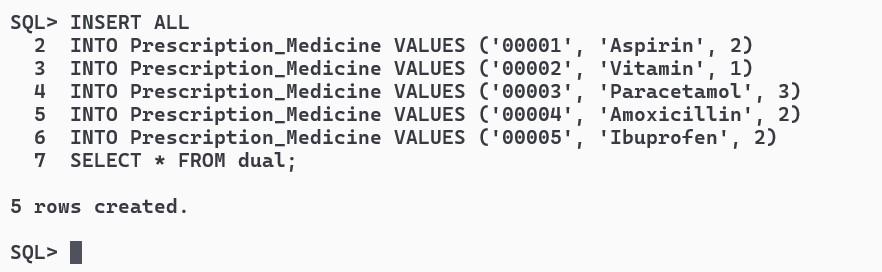 SQL> INSERT ALL
2 INTO Prescription_Medicine VALUES ('00001', 'Aspirin', 2)
3 INTO Prescription_Medicine VALUES ('00002', 'Vitamin', 1)
4 INTO Prescription_Medicine VALUES ('00003', 'Paracetamol', 3)
5 INTO Prescription_Medicine VALUES ('00004', 'Amoxicillin', 2)
6 INTO Prescription_Medicine VALUES ('00005', 'Ibuprofen', 2)
7 SELECT * FROM dual;
5 rows created.
SQL>